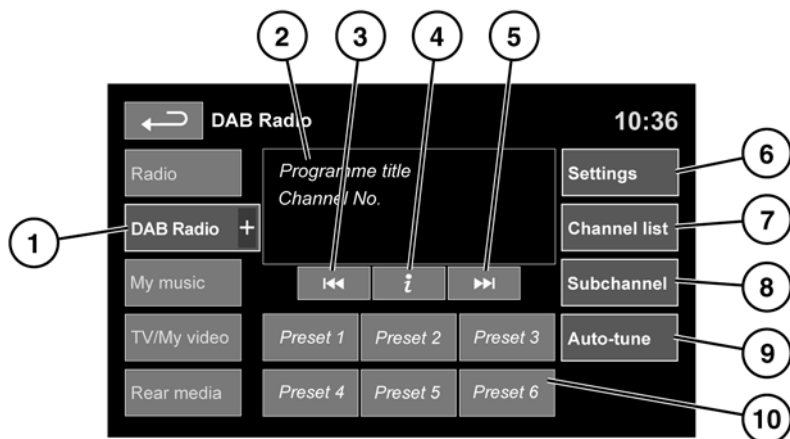 2 3 4 5
DAB Radio 10:36
Radio
Programme title
Channel No.
Settings
6
1
DAB Radio +
Channel list
7
My music
i
Subchannel
8
TV/My video
Preset 1 Preset 2 Preset 3
Auto-tune
9
Rear media
Preset 4 Preset 5 Preset 6
10